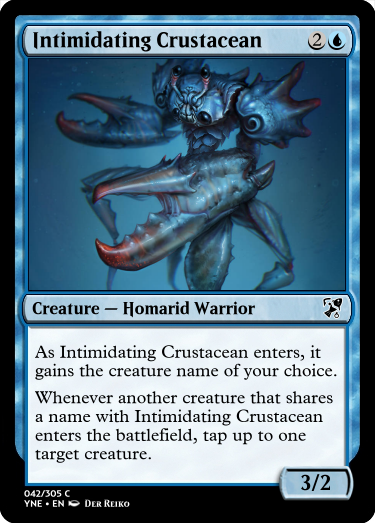 Intimidating Crustacean 2
Creature — Homarid Warrior
As Intimidating Crustacean enters, it
gains the creature name of your choice.
Whenever another creature that shares
a name with Intimidating Crustacean
enters the battlefield, tap up to one
target creature.
3/2
042/305 C
YNE • EN Der Reiko